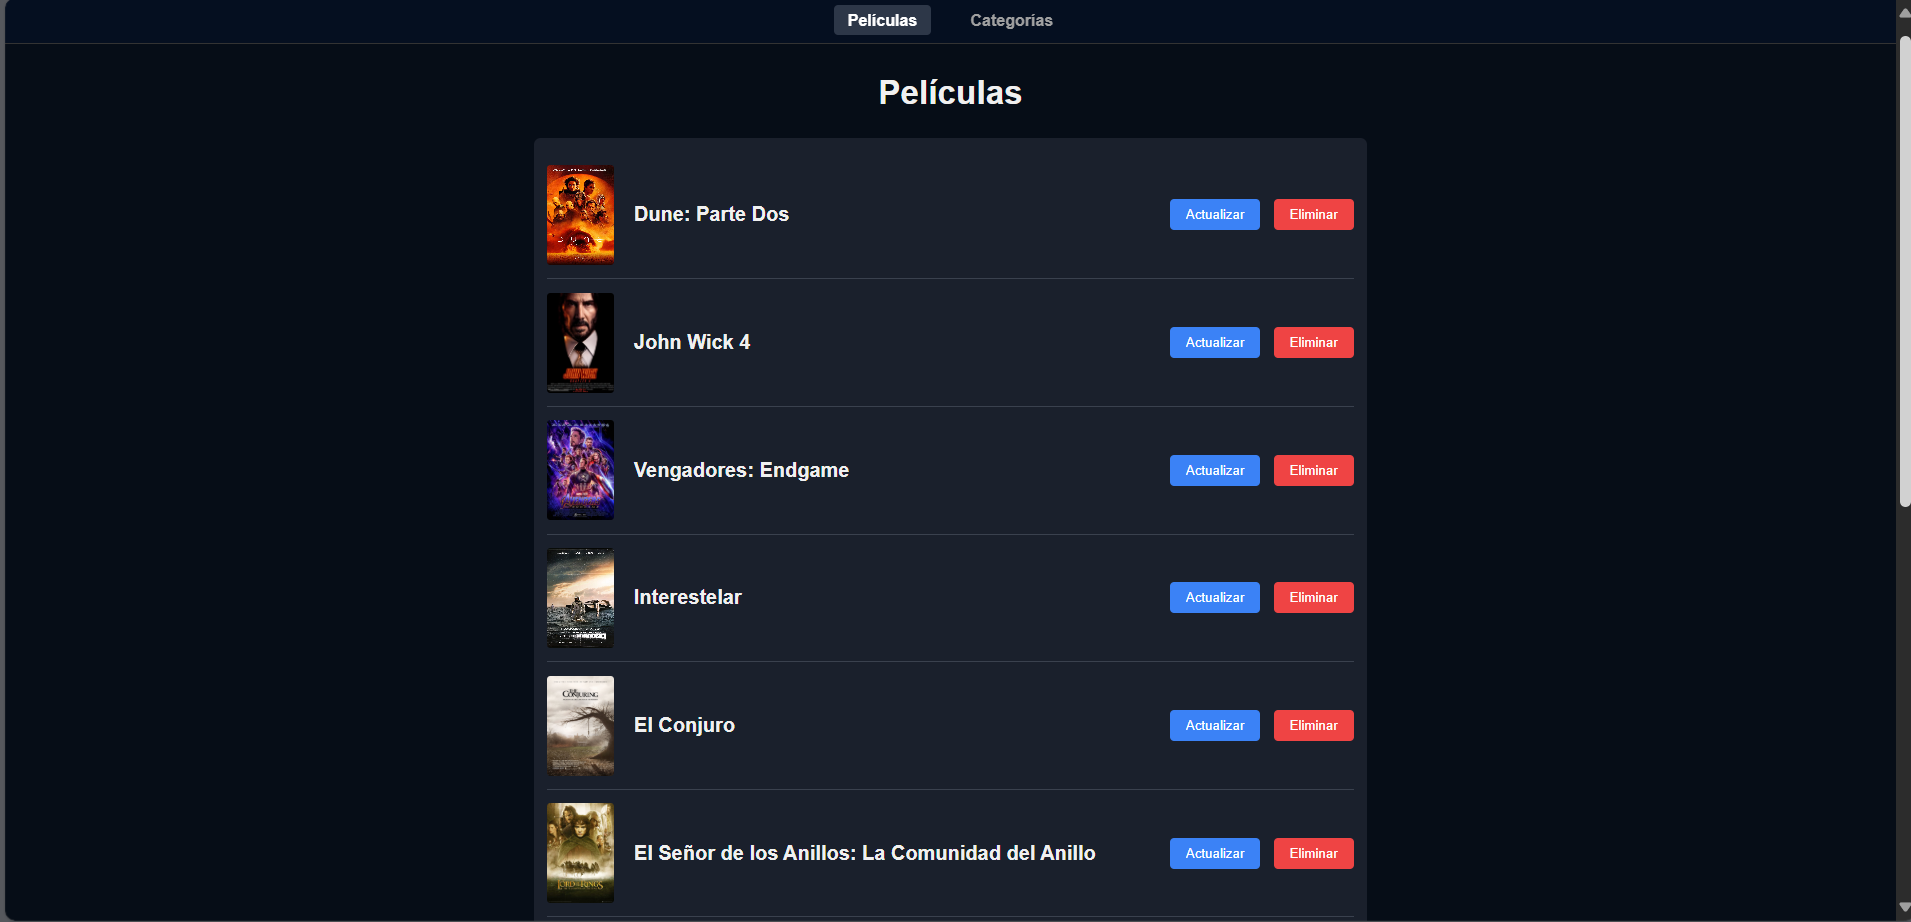 Películas Categorías
Películas
Dune: Parte Dos Actualizar Eliminar
John Wick 4 Actualizar Eliminar
Vengadores: Endgame Actualizar Eliminar
Interestelar Actualizar Eliminar
THE CONJURING
El Conjuro Actualizar Eliminar
El Señor de los Anillos: La Comunidad del Anillo Actualizar Eliminar
LORD OF THE RINGS